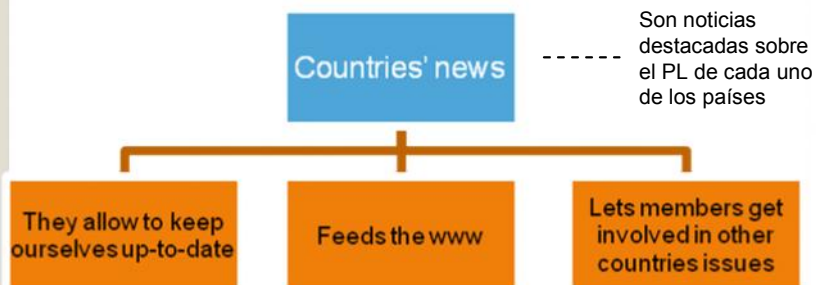 Countries' news
Son noticias
destacadas sobre
el PL de cada uno
de los países
They allow to keep
ourselves up-to-date
Feeds the www
Lets members get
involved in other
countries issues